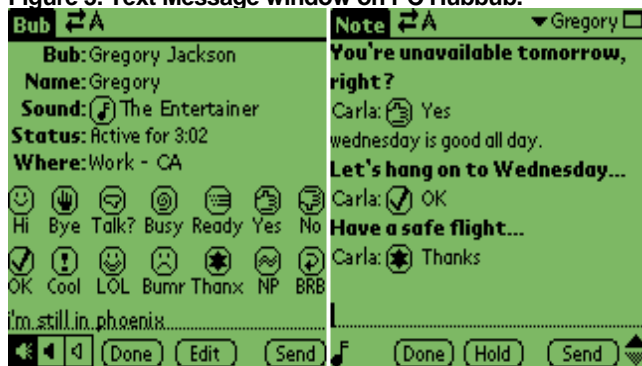 Figure 3. Text Message window on PC Hubbub.
Bub A
Bub: Gregory Jackson
Name: Gregory
Sound: The Entertainer
Status: Active for 3:02
Where: Work - CA
Hi Bye Talk? Busy Ready Yes No
OK Cool LOL Bumr Thanx NP BRB
i'm still in phoenix
Done Edit Send
Note A Gregory
You're unavailable tomorrow,
right?
Carla: Yes
wednesday is good all day.
Let's hang on to Wednesday...
Carla: OK
Have a safe flight...
Carla: Thanks
Done Hold Send